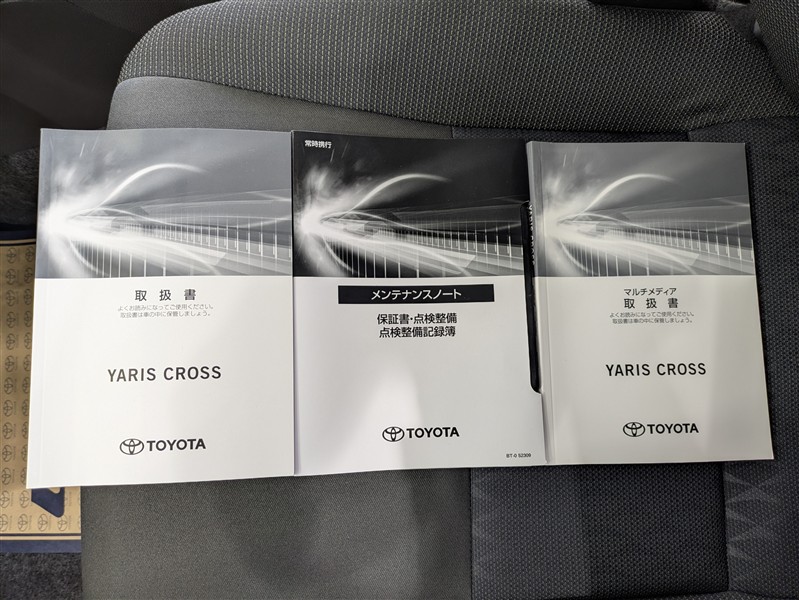 取扱書
よくお読みになってご使用ください。
取扱書は車の中に保管しましょう。
YARIS CROSS
TOYOTA
常時携行
メンテナンスノート
保証書・点検整備
点検整備記録簿
TOYOTA
BT-0 52309
マルチメディア
取扱書
よくお読みになってご使用ください。
取扱書は車の中に保管しましょう。
YARIS CROSS
TOYOTA